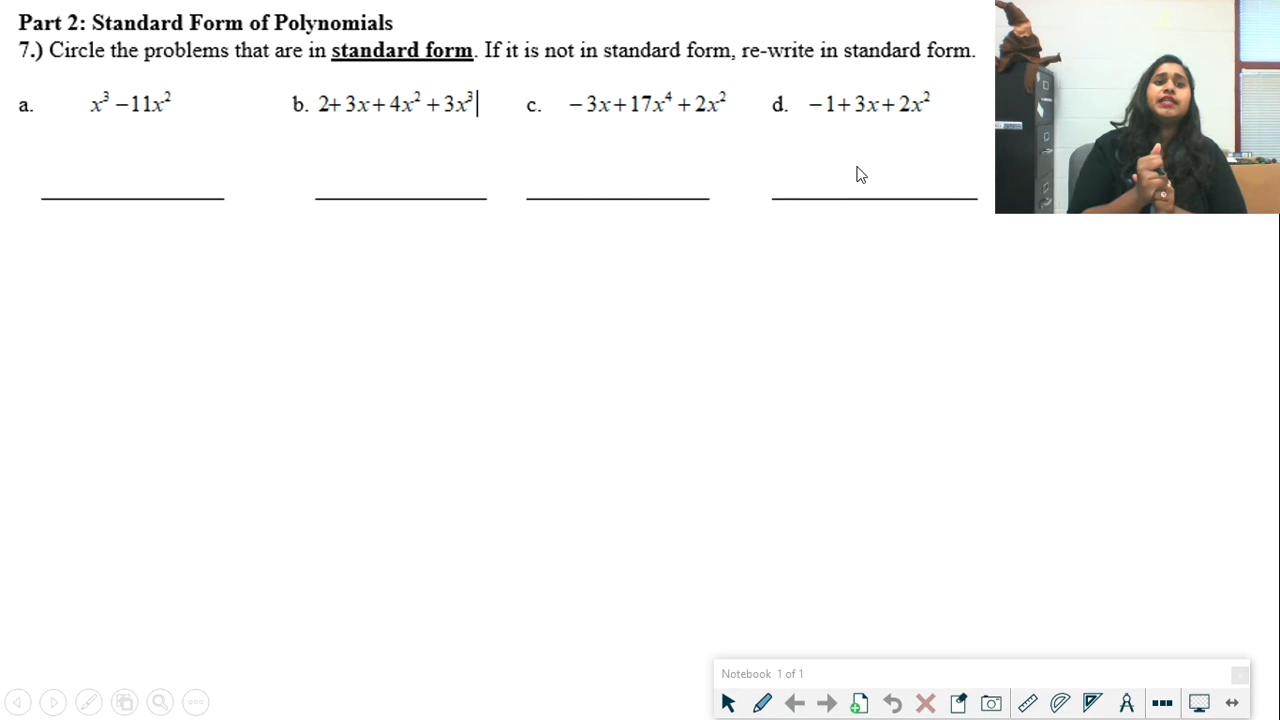 Part 2: Standard Form of Polynomials
7.) Circle the problems that are in standard form. If it is not in standard form, re-write in standard form.
a. x³ −11x² b. 2+3x+4x² +3x³| c. −3x+17x⁴ +2x² d. −1+3x+2x²
Notebook 1 of 1